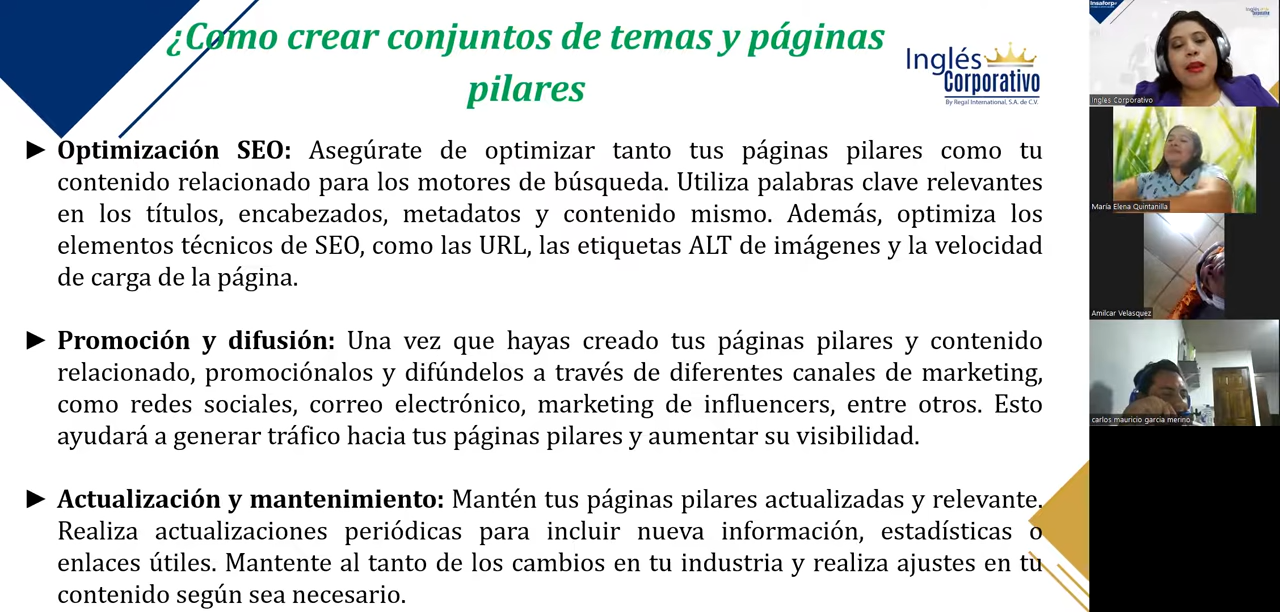 ¿Como crear conjuntos de temas y páginas
pilares
Inglés
Corporativo
By Regal International, S.A. de C.V.
► Optimización SEO: Asegúrate de optimizar tanto tus páginas pilares como tu
contenido relacionado para los motores de búsqueda. Utiliza palabras clave relevantes
en los títulos, encabezados, metadatos y contenido mismo. Además, optimiza los
elementos técnicos de SEO, como las URL, las etiquetas ALT de imágenes y la velocidad
de carga de la página.
► Promoción y difusión: Una vez que hayas creado tus páginas pilares y contenido
relacionado, promociónalos y difúndelos a través de diferentes canales de marketing,
como redes sociales, correo electrónico, marketing de influencers, entre otros. Esto
ayudará a generar tráfico hacia tus páginas pilares y aumentar su visibilidad.
► Actualización y mantenimiento: Mantén tus páginas pilares actualizadas y relevante.
Realiza actualizaciones periódicas para incluir nueva información, estadísticas o
enlaces útiles. Mantente al tanto de los cambios en tu industria y realiza ajustes en tu
contenido según sea necesario.
Insaforp
Ingles Corporativo
María Elena Quintanilla
Amilcar Velasquez
carlos mauricio garcia merino